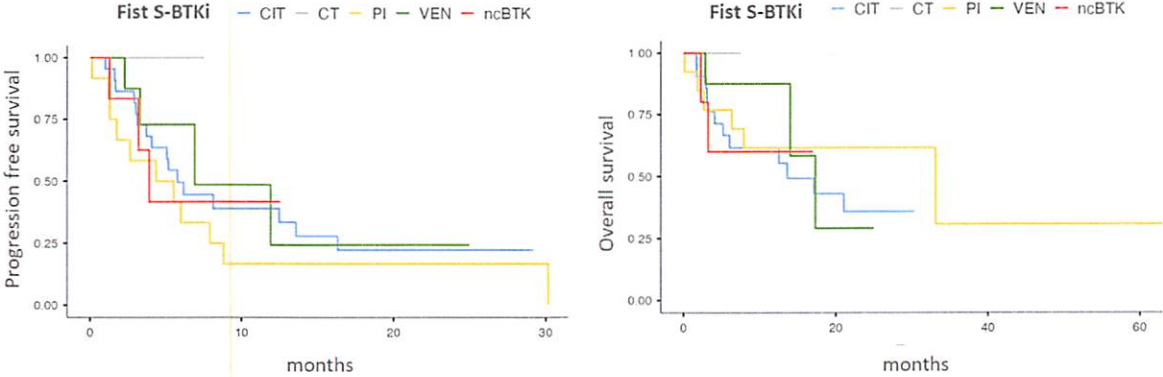 Fist S-BTKi
CIT CT PI VEN ncBTK
Progression free survival
1.00
0.75
0.50
0.25
0.00
0 10 20 30
months
Fist S-BTKi
CIT CT PI VEN ncBTK
Overall survival
1.00
0.75
0.50
0.25
0.00
0 20 40 60
months